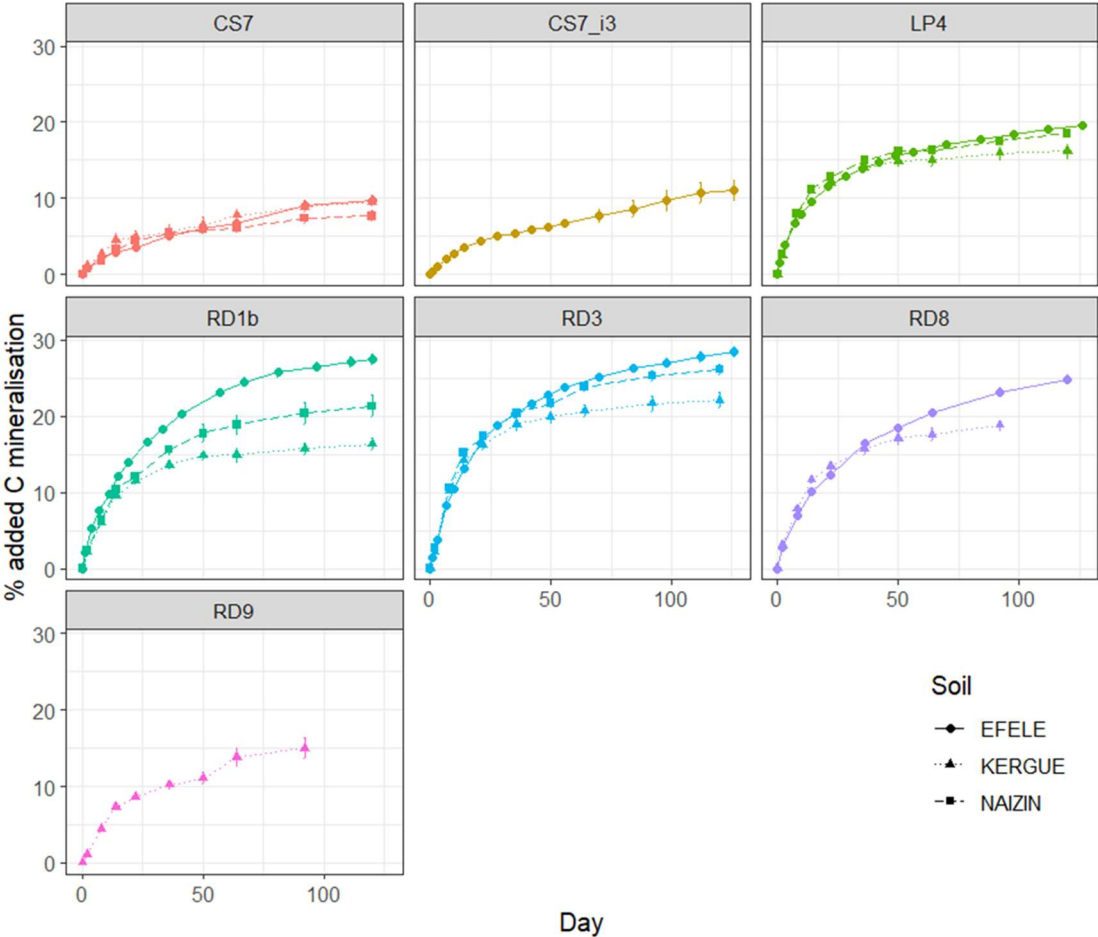 CS7 CS7_i3 LP4
30
20
10
0
RD1b RD3 RD8
30
20
10
0
0 50 100 0 50 100
RD9
30
20
10
0
0 50 100
% added C mineralisation
Day
Soil
EFELE
KERGUE
NAIZIN